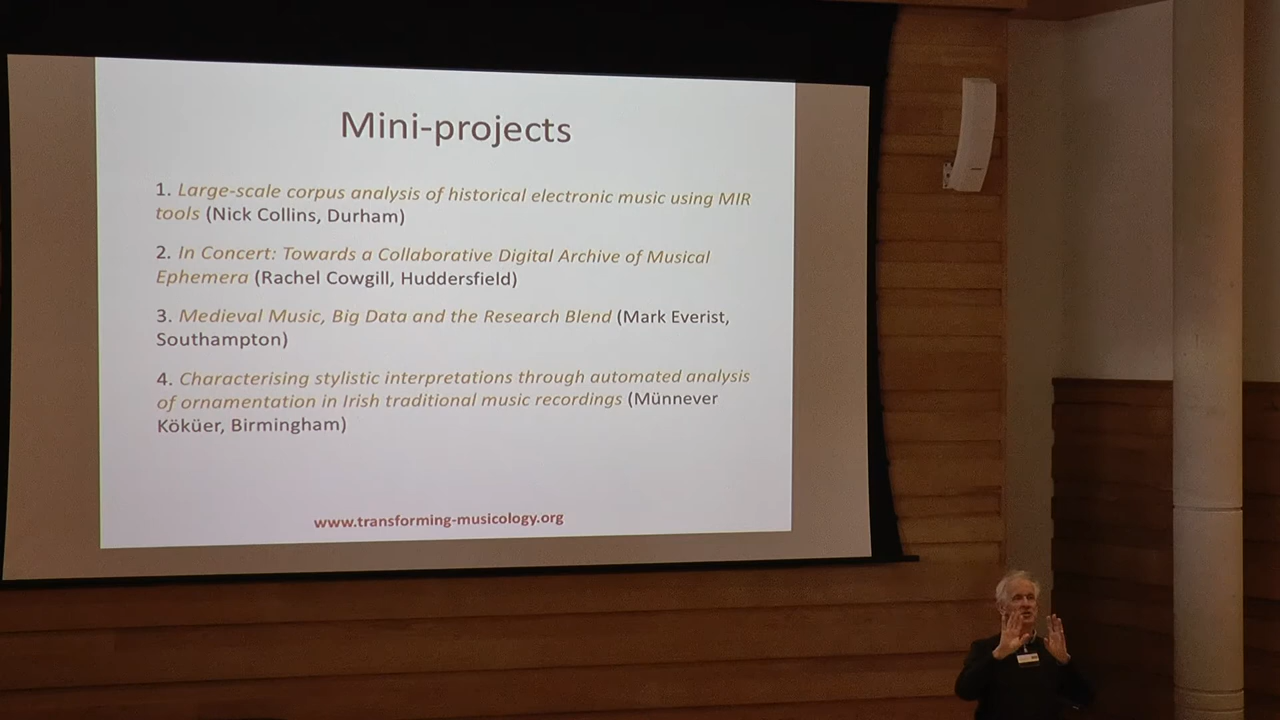 Mini-projects
1. Large-scale corpus analysis of historical electronic music using MIR
tools (Nick Collins, Durham)
2. In Concert: Towards a Collaborative Digital Archive of Musical
Ephemera (Rachel Cowgill, Huddersfield)
3. Medieval Music, Big Data and the Research Blend (Mark Everist,
Southampton)
4. Characterising stylistic interpretations through automated analysis
of ornamentation in Irish traditional music recordings (Münnever
Köküer, Birmingham)
www.transforming-musicology.org